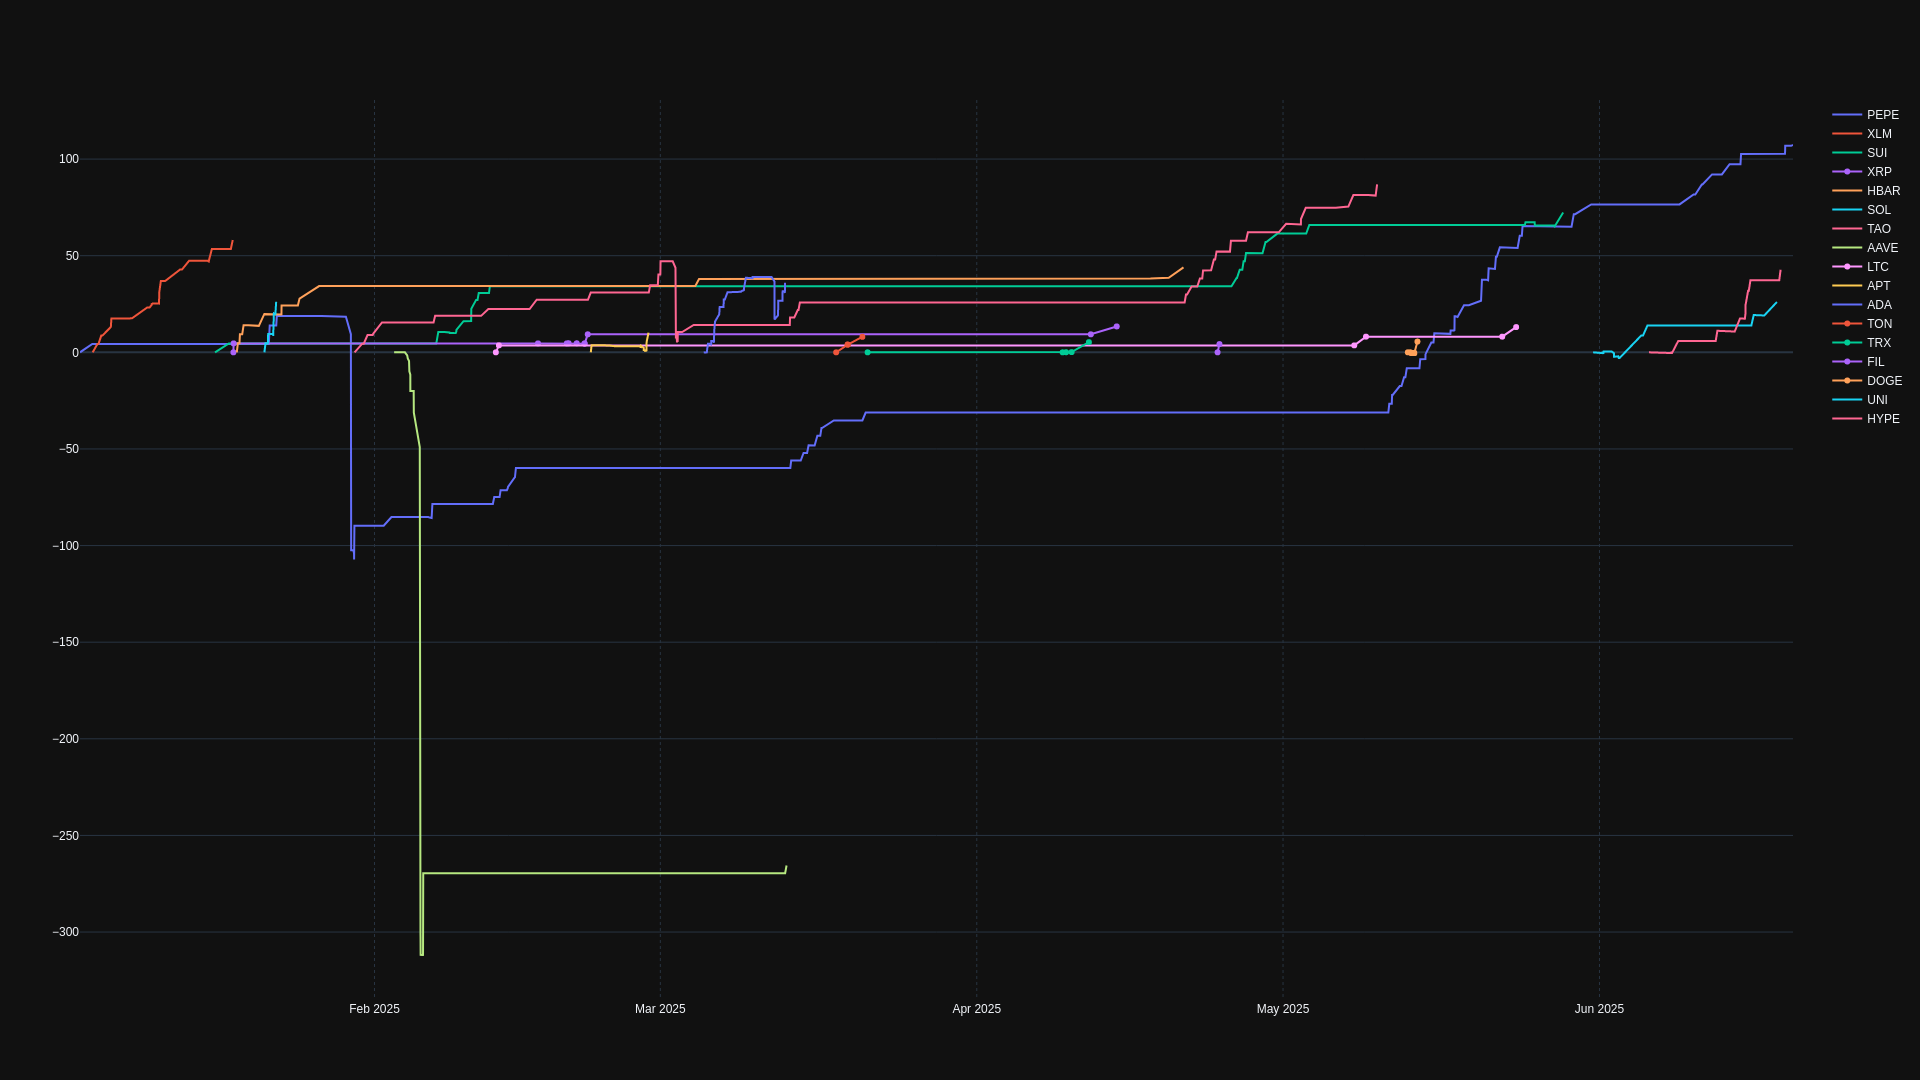 100
50
0
−50
−100
−150
−200
−250
−300
Feb 2025
Mar 2025
Apr 2025
May 2025
Jun 2025
PEPE
XLM
SUI
XRP
HBAR
SOL
TAO
AAVE
LTC
APT
ADA
TON
TRX
FIL
DOGE
UNI
HYPE